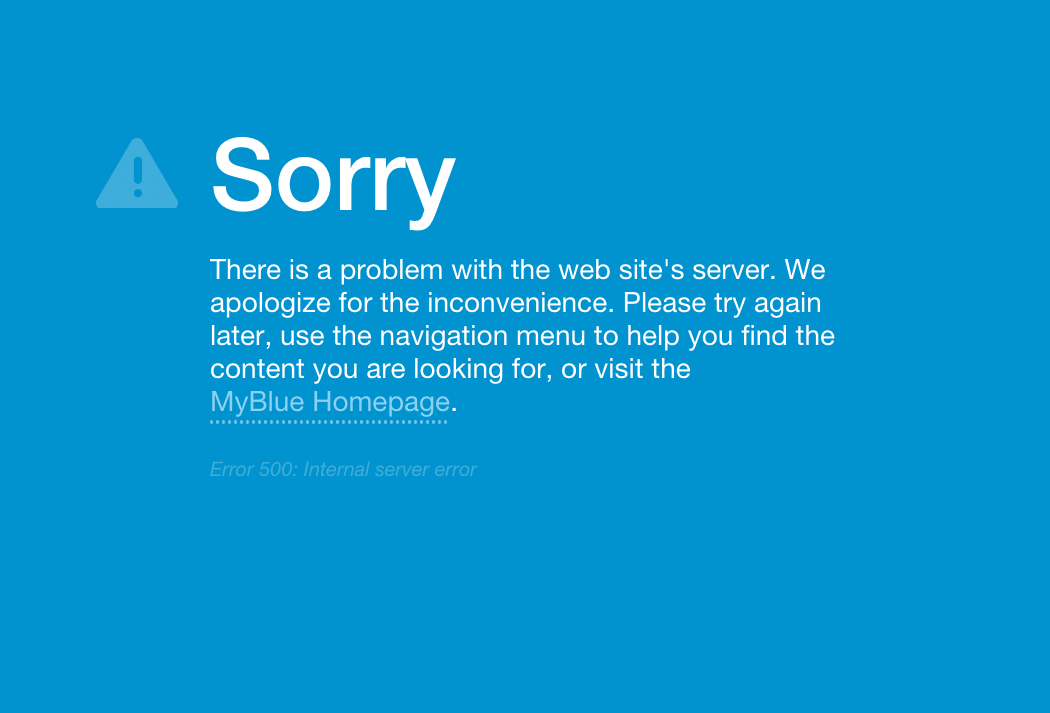 Sorry
There is a problem with the web site's server. We
apologize for the inconvenience. Please try again
later, use the navigation menu to help you find the
content you are looking for, or visit the
MyBlue Homepage.
Error 500: Internal server error